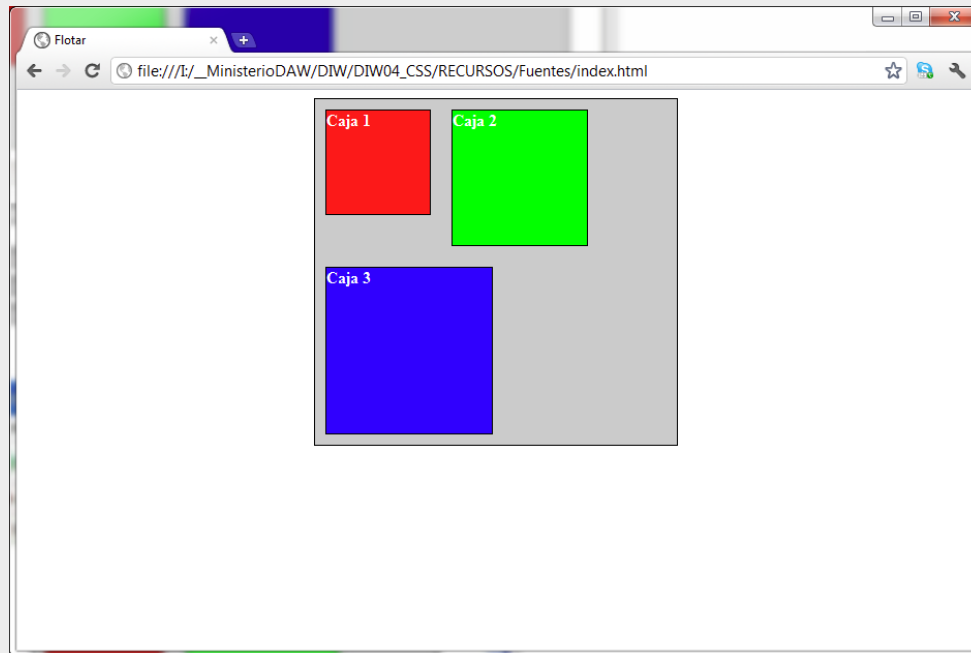 Flotar
file:///I:/__MinisterioDAW/DIW/DIW04_CSS/RECURSOS/Fuentes/index.html
Caja 1
Caja 2
Caja 3